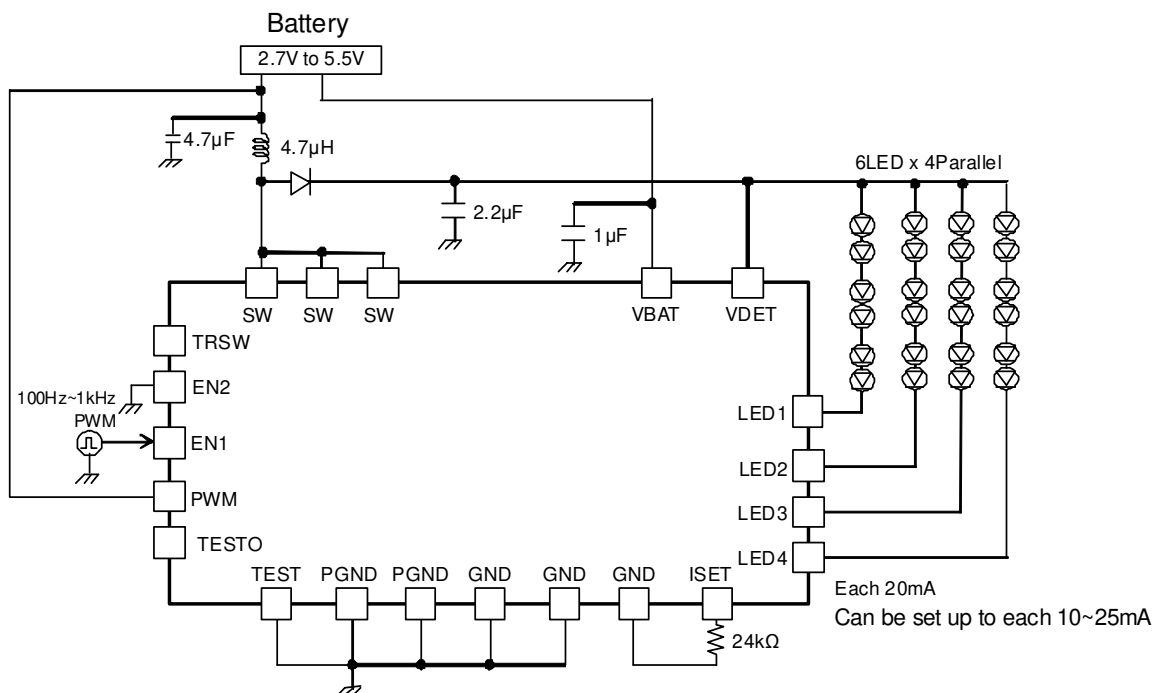 Battery
2.7V to 5.5V
4.7µF
4.7µH
6LED x 4Parallel
2.2µF
1µF
SW
SW
SW
VBAT
VDET
TRSW
EN2
100Hz~1kHz
PWM
EN1
PWM
TESTO
LED1
LED2
LED3
LED4
TEST
PGND
PGND
GND
GND
GND
ISET
Each 20mA
Can be set up to each 10~25mA
24kΩ